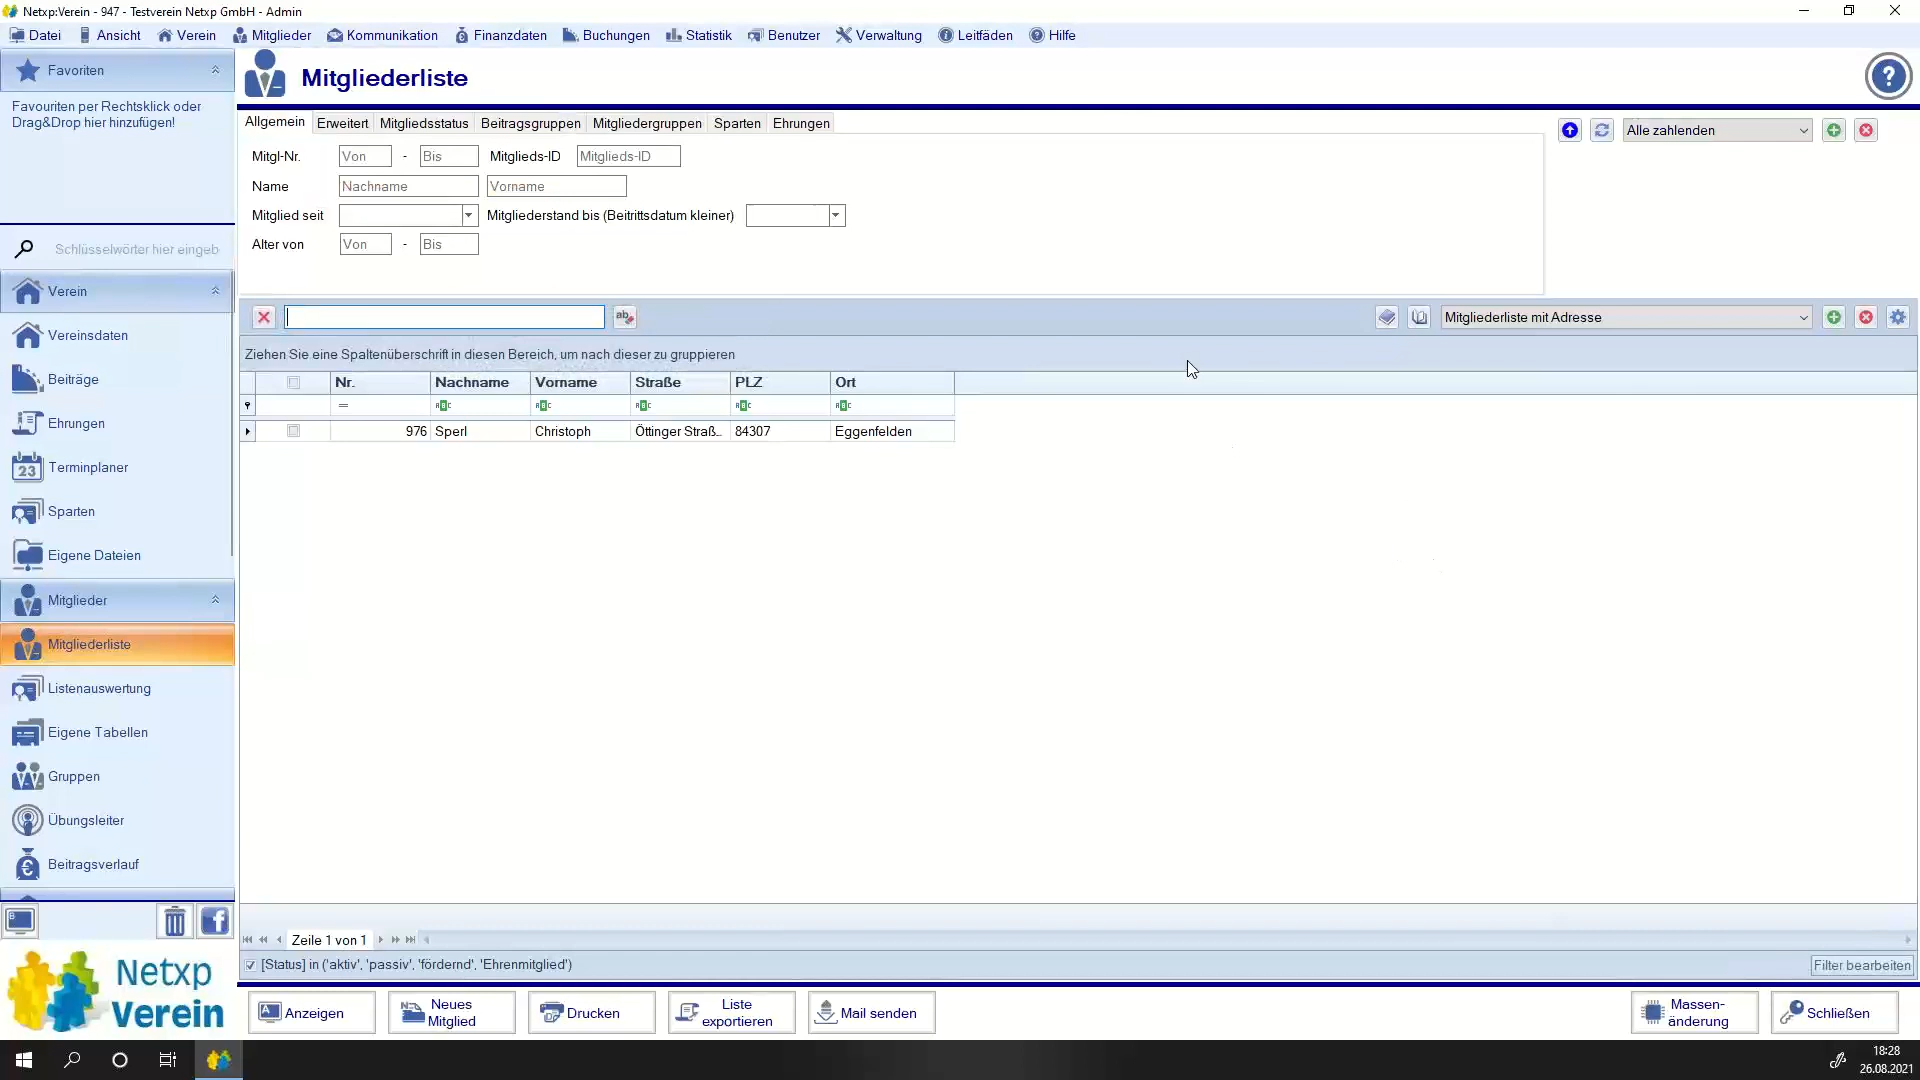 Netxp:Verein - 947 - Testverein Netxp GmbH - Admin
Datei Ansicht Verein Mitglieder Kommunikation Finanzdaten Buchungen Statistik Benutzer Verwaltung Leitfäden Hilfe
Favoriten
Favouriten per Rechtsklick oder
Drag&Drop hier hinzufügen!
Schlüsselwörter hier eingeb
Verein
Vereinsdaten
Beiträge
Ehrungen
23 Terminplaner
Sparten
Eigene Dateien
Mitglieder
Mitgliederliste
Listenauswertung
Eigene Tabellen
Gruppen
Übungsleiter
Beitragsverlauf
Netxp
Verein
Mitgliederliste
?
Allgemein Erweitert Mitgliedsstatus Beitragsgruppen Mitgliedergruppen Sparten Ehrungen
Alle zahlenden
Mitgl-Nr. Von - Bis Mitglieds-ID Mitglieds-ID
Name Nachname Vorname
Mitglied seit Mitgliederstand bis (Beitrittsdatum kleiner)
Alter von Von - Bis
Mitgliederliste mit Adresse
Ziehen Sie eine Spaltenüberschrift in diesen Bereich, um nach dieser zu gruppieren
Nr. Nachname Vorname Straße PLZ Ort
976 Sperl Christoph Öttinger Straß... 84307 Eggenfelden
Zeile 1 von 1
[Status] in ('aktiv', 'passiv', 'fördernd', 'Ehrenmitglied')
Filter bearbeiten
Anzeigen
Neues
Mitglied
Drucken
Liste
exportieren
Mail senden
Massen-
änderung
Schließen
18:28
26.08.2021